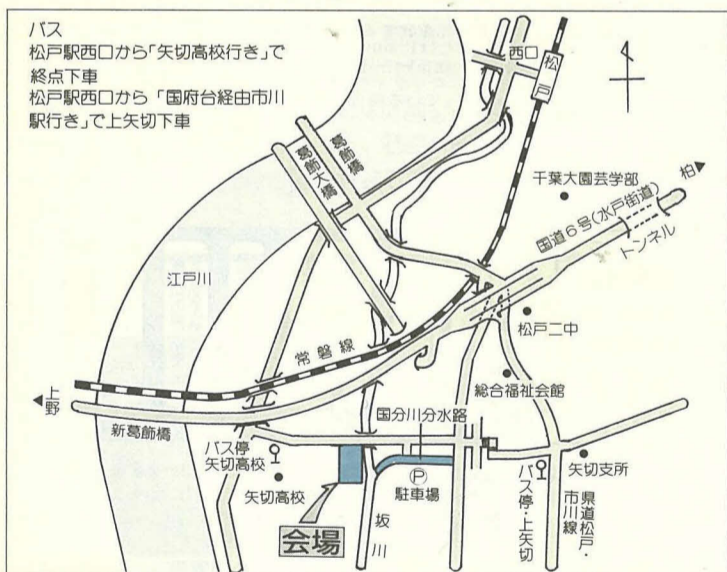 バス
松戸駅西口から「矢切高校行き」で
終点下車
松戸駅西口から「国府台経由市川
駅行き」で上矢切下車
西口
松戸
葛飾橋
葛飾大橋
千葉大園芸学部
柏
国道6号(水戸街道)
トンネル
江戸川
松戸二中
常磐線
総合福祉会館
上野
新葛飾橋
国分川分水路
バス停
矢切高校
矢切高校
P
駐車場
会場
坂川
バス停・上矢切
矢切支所
県道松戸・
市川線